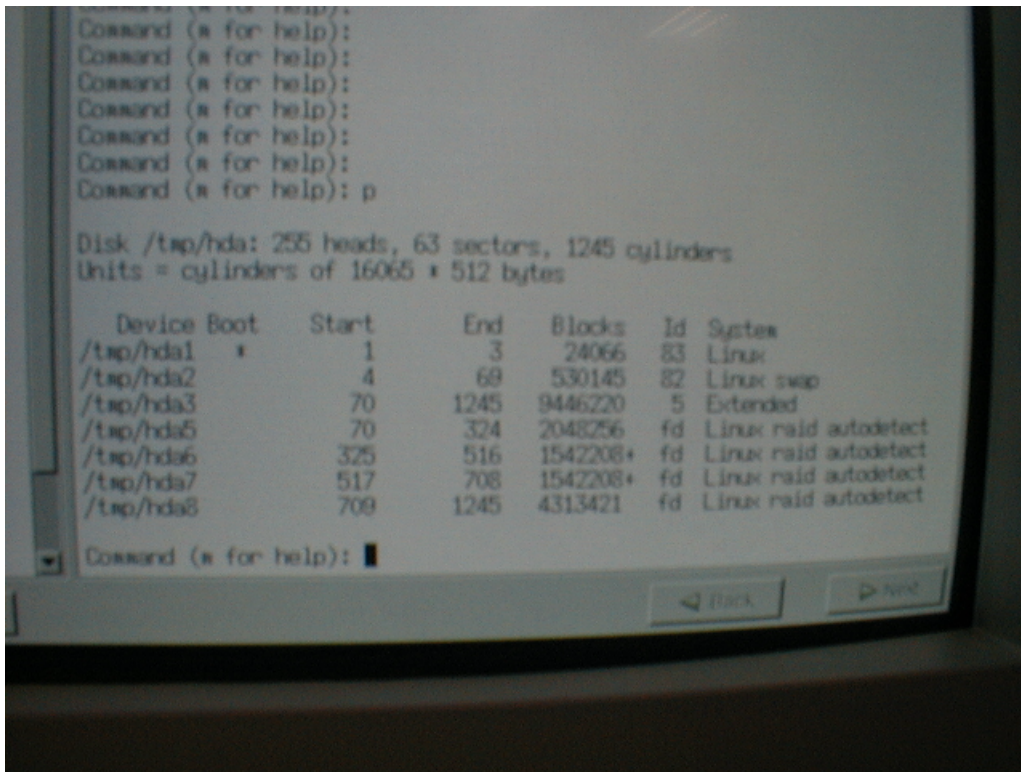 Command (m for help):
Command (m for help):
Command (m for help):
Command (m for help):
Command (m for help):
Command (m for help):
Command (m for help):
Command (m for help): p
Disk /tmp/hda: 255 heads, 63 sectors, 1245 cylinders
Units = cylinders of 16065 * 512 bytes
Device Boot Start End Blocks Id System
/tmp/hda1 * 1 3 24066 83 Linux
/tmp/hda2 4 69 530145 82 Linux swap
/tmp/hda3 70 1245 9446220 5 Extended
/tmp/hda5 70 324 2048256 fd Linux raid autodetect
/tmp/hda6 325 516 1542208+ fd Linux raid autodetect
/tmp/hda7 517 708 1542208+ fd Linux raid autodetect
/tmp/hda8 709 1245 4313421 fd Linux raid autodetect
Command (m for help):
Back
Next